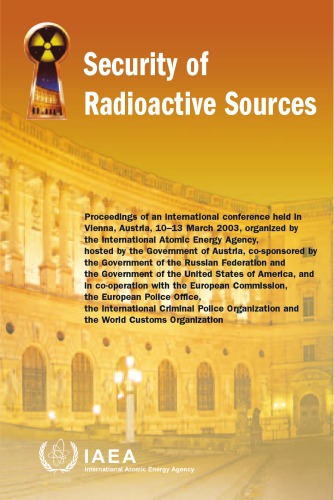 Security of
Radioactive Sources
Proceedings of an international conference held in
Vienna, Austria, 10–13 March 2003, organized by
the International Atomic Energy Agency,
hosted by the Government of Austria, co-sponsored by
the Government of the Russian Federation and
the Government of the United States of America, and
in co-operation with the European Commission,
the European Police Office,
the International Criminal Police Organization and
the World Customs Organization
IAEA
International Atomic Energy Agency